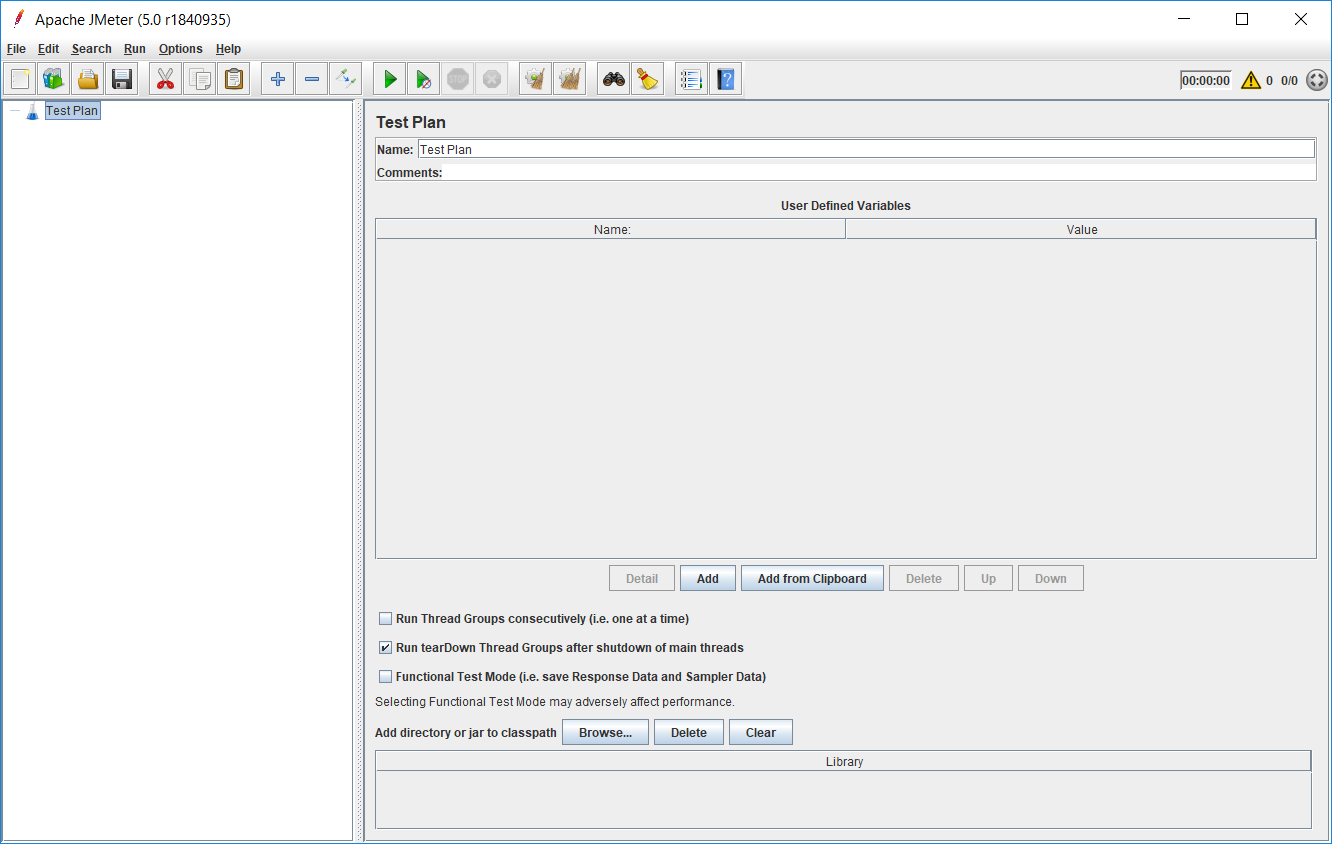 Apache JMeter (5.0 r1840935)
File Edit Search Run Options Help
STOP
00:00:00 0 0/0
Test Plan
Test Plan
Name: Test Plan
Comments:
User Defined Variables
Name: Value
Detail Add Add from Clipboard Delete Up Down
Run Thread Groups consecutively (i.e. one at a time)
Run tearDown Thread Groups after shutdown of main threads
Functional Test Mode (i.e. save Response Data and Sampler Data)
Selecting Functional Test Mode may adversely affect performance.
Add directory or jar to classpath Browse... Delete Clear
Library